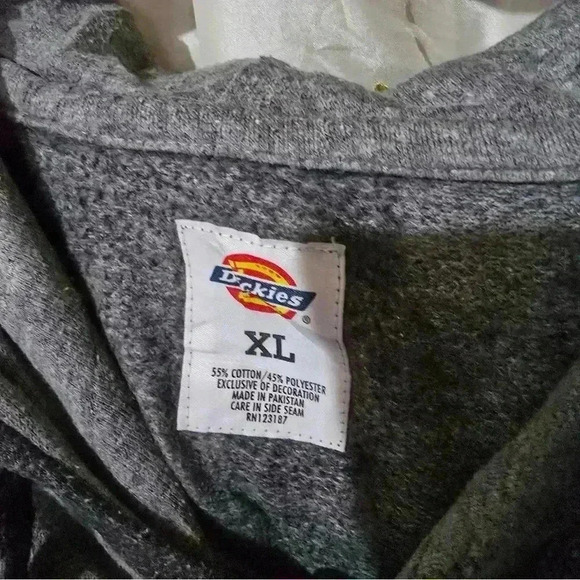 Dickies
®
XL
55% COTTON/45% POLYESTER
EXCLUSIVE OF DECORATION
MADE IN PAKISTAN
CARE IN SIDE SEAM
RN123187